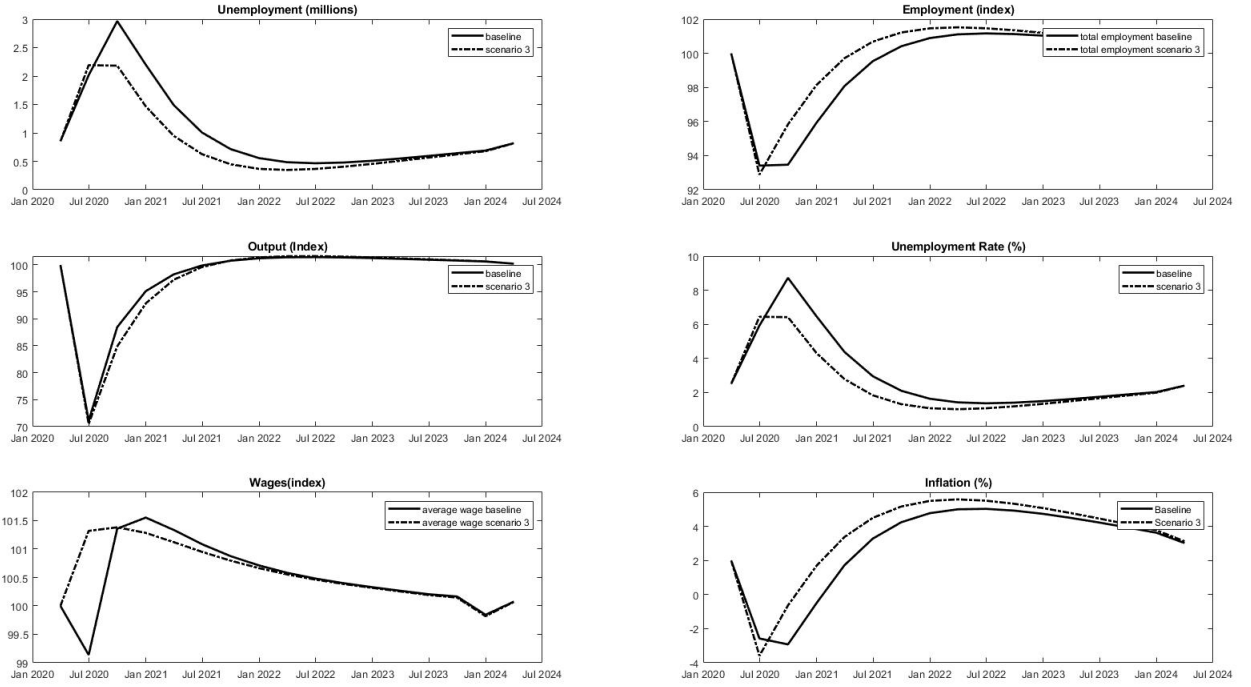 Unemployment (millions)
3
2.5
2
1.5
1
0.5
0
baseline
scenario 3
Jan 2020 Jul 2020 Jan 2021 Jul 2021 Jan 2022 Jul 2022 Jan 2023 Jul 2023 Jan 2024 Jul 2024
Employment (index)
102
100
98
96
94
92
total employment baseline
total employment scenario 3
Jan 2020 Jul 2020 Jan 2021 Jul 2021 Jan 2022 Jul 2022 Jan 2023 Jul 2023 Jan 2024 Jul 2024
Output (Index)
100
95
90
85
80
75
70
baseline
scenario 3
Jan 2020 Jul 2020 Jan 2021 Jul 2021 Jan 2022 Jul 2022 Jan 2023 Jul 2023 Jan 2024 Jul 2024
Unemployment Rate (%)
10
8
6
4
2
0
baseline
scenario 3
Jan 2020 Jul 2020 Jan 2021 Jul 2021 Jan 2022 Jul 2022 Jan 2023 Jul 2023 Jan 2024 Jul 2024
Wages(index)
102
101.5
101
100.5
100
99.5
99
average wage baseline
average wage scenario 3
Jan 2020 Jul 2020 Jan 2021 Jul 2021 Jan 2022 Jul 2022 Jan 2023 Jul 2023 Jan 2024 Jul 2024
Inflation (%)
6
4
2
0
-2
-4
Baseline
Scenario 3
Jan 2020 Jul 2020 Jan 2021 Jul 2021 Jan 2022 Jul 2022 Jan 2023 Jul 2023 Jan 2024 Jul 2024